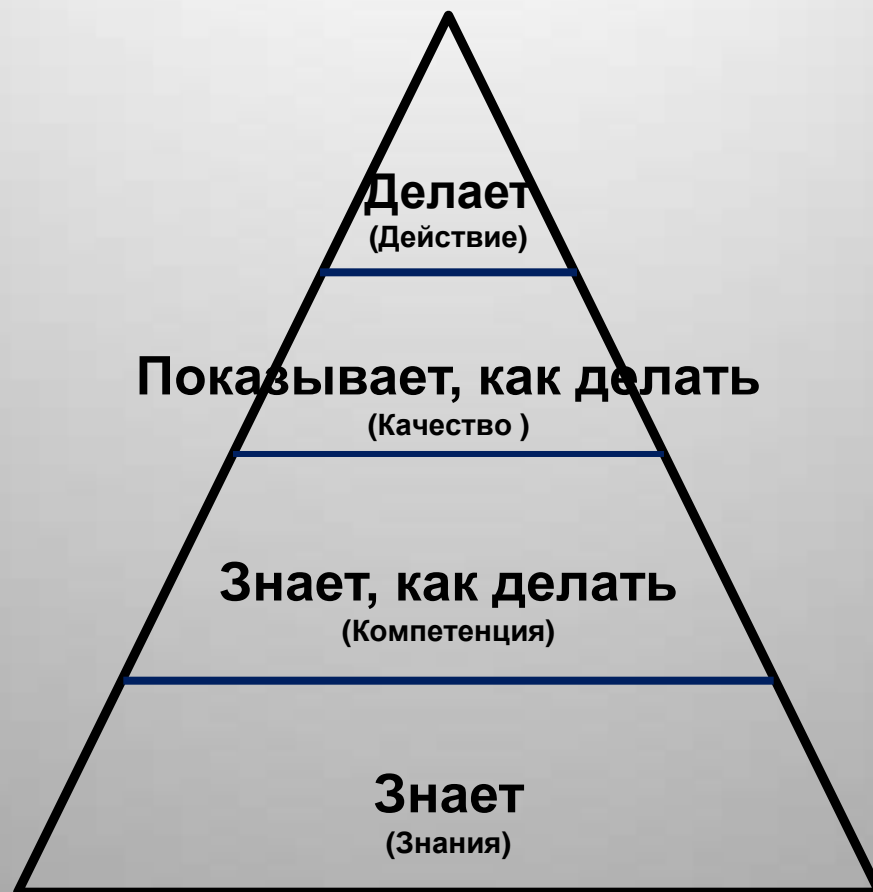 Делает
(Действие)
Показывает, как делать
(Качество )
Знает, как делать
(Компетенция)
Знает
(Знания)